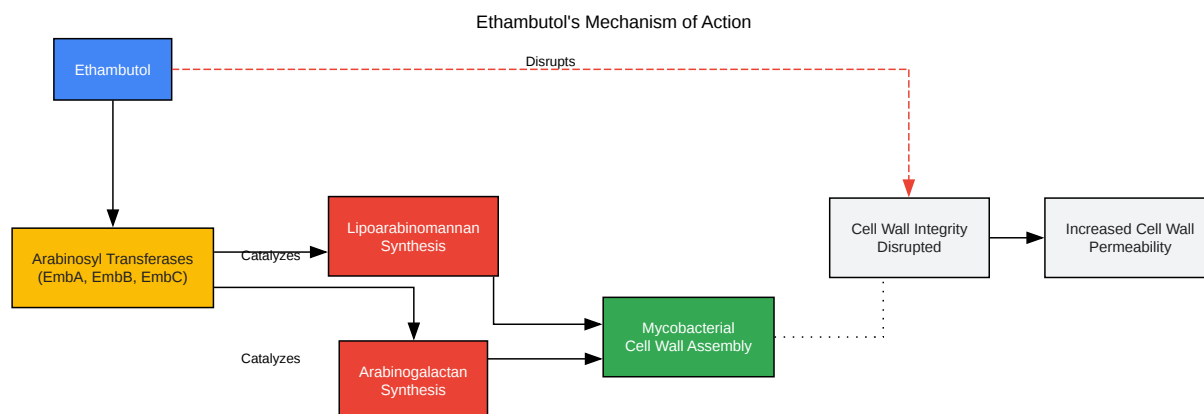 Ethambutol's Mechanism of Action
Ethambutol
Disrupts
Lipoarabinomannan
Synthesis
Cell Wall Integrity
Disrupted
Increased Cell Wall
Permeability
Arabinosyl Transferases
(EmbA, EmbB, EmbC)
Catalyzes
Mycobacterial
Cell Wall Assembly
Catalyzes
Arabinogalactan
Synthesis